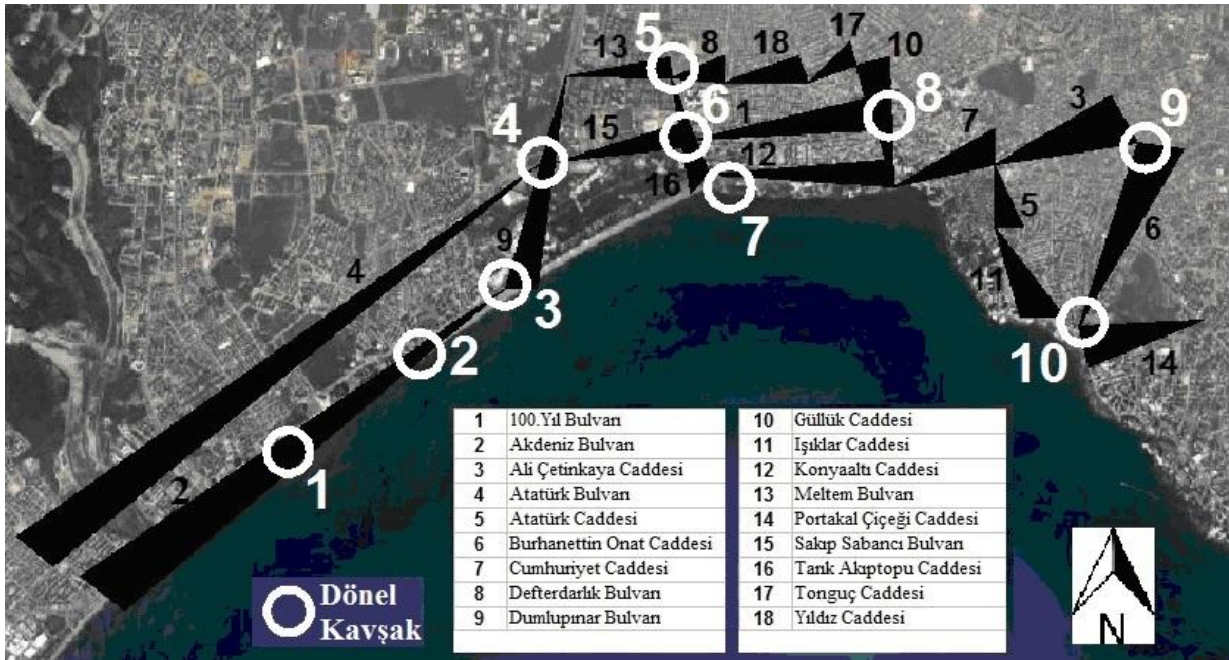 5
17
13
8
18
10
6
1
8
3
4
15
7
9
12
16
7
5
6
9
4
11
3
10
14
2
2
1
1 100.Yıl Bulvarı
2 Akdeniz Bulvarı
3 Ali Çetinkaya Caddesi
4 Atatürk Bulvarı
5 Atatürk Caddesi
6 Burhanettin Onat Caddesi
7 Cumhuriyet Caddesi
8 Defterdarlık Bulvarı
9 Dumlupınar Bulvarı
10 Güllük Caddesi
11 Işıklar Caddesi
12 Konyaaltı Caddesi
13 Meltem Bulvarı
14 Portakal Çiçeği Caddesi
15 Sakıp Sabancı Bulvarı
16 Tarık Akıptopu Caddesi
17 Tonguç Caddesi
18 Yıldız Caddesi
Dönel
Kavşak
N